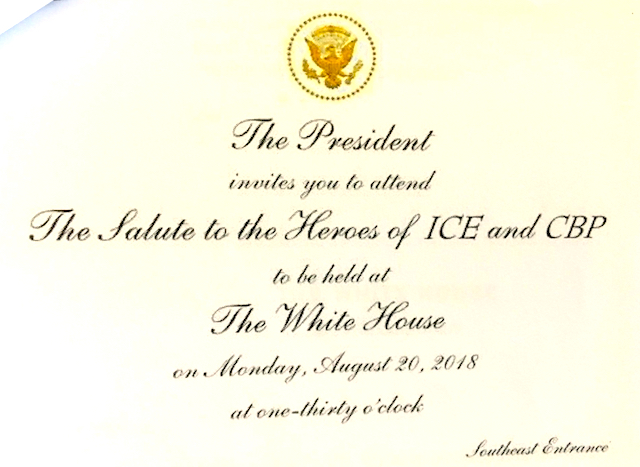 The President
invites you to attend
The Salute to the Heroes of ICE and CBP
to be held at
The White House
on Monday, August 20, 2018
at one-thirty o'clock
Southeast Entrance